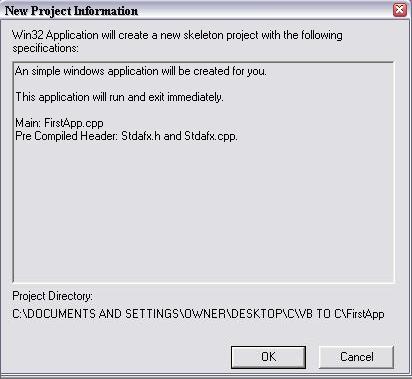 New Project Information
Win32 Application will create a new skeleton project with the following
specifications:
An simple windows application will be created for you.
This application will run and exit immediately.
Main: FirstApp.cpp
Pre Compiled Header: Stdafx.h and Stdafx.cpp.
Project Directory:
C:\DOCUMENTS AND SETTINGS\OWNER\DESKTOP\C\VB TO C\FirstApp
OK
Cancel